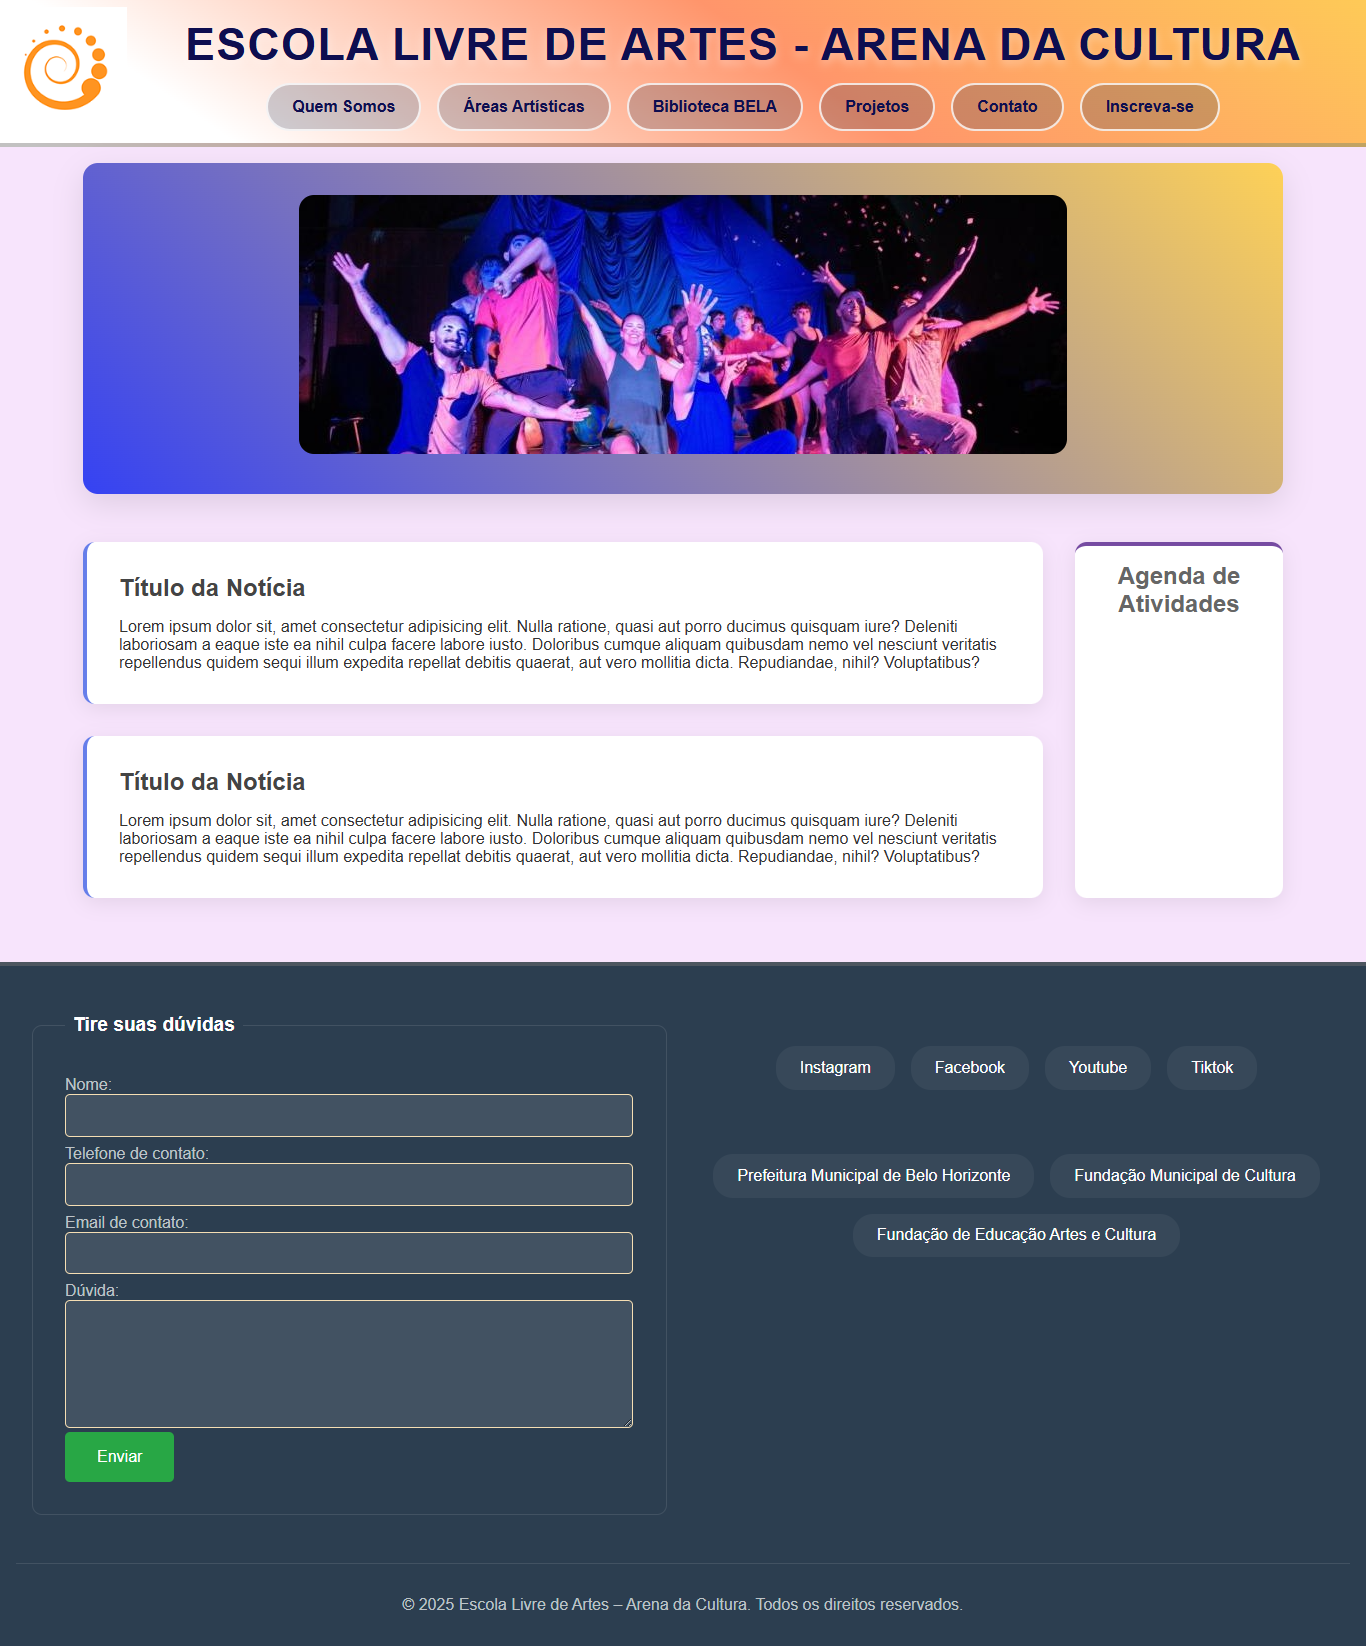 ESCOLA LIVRE DE ARTES - ARENA DA CULTURA
Quem Somos
Áreas Artísticas
Biblioteca BELA
Projetos
Contato
Inscreva-se
Título da Notícia
Lorem ipsum dolor sit, amet consectetur adipisicing elit. Nulla ratione, quasi aut porro ducimus quisquam iure? Deleniti
laboriosam a eaque iste ea nihil culpa facere labore iusto. Doloribus cumque aliquam quibusdam nemo vel nesciunt veritatis
repellendus quidem sequi illum expedita repellat debitis quaerat, aut vero mollitia dicta. Repudiandae, nihil? Voluptatibus?
Título da Notícia
Lorem ipsum dolor sit, amet consectetur adipisicing elit. Nulla ratione, quasi aut porro ducimus quisquam iure? Deleniti
laboriosam a eaque iste ea nihil culpa facere labore iusto. Doloribus cumque aliquam quibusdam nemo vel nesciunt veritatis
repellendus quidem sequi illum expedita repellat debitis quaerat, aut vero mollitia dicta. Repudiandae, nihil? Voluptatibus?
Agenda de
Atividades
Tire suas dúvidas
Nome:
Telefone de contato:
Email de contato:
Dúvida:
Enviar
Instagram
Facebook
Youtube
Tiktok
Prefeitura Municipal de Belo Horizonte
Fundação Municipal de Cultura
Fundação de Educação Artes e Cultura
© 2025 Escola Livre de Artes – Arena da Cultura. Todos os direitos reservados.